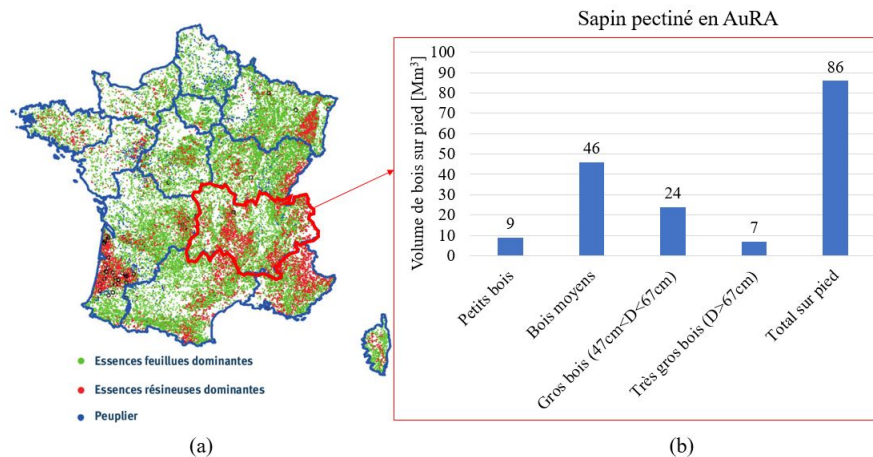 Sapin pectiné en AuRA
Essences feuillues dominantes
Essences résineuses dominantes
Peuplier
(a)
Volume de bois sur pied [Mm³]
100
90
80
70
60
50
40
30
20
10
0
9
46
24
7
86
Petits bois
Bois moyens
Gros bois (47cm<D<67cm)
Très gros bois (D>67cm)
Total sur pied
(b)